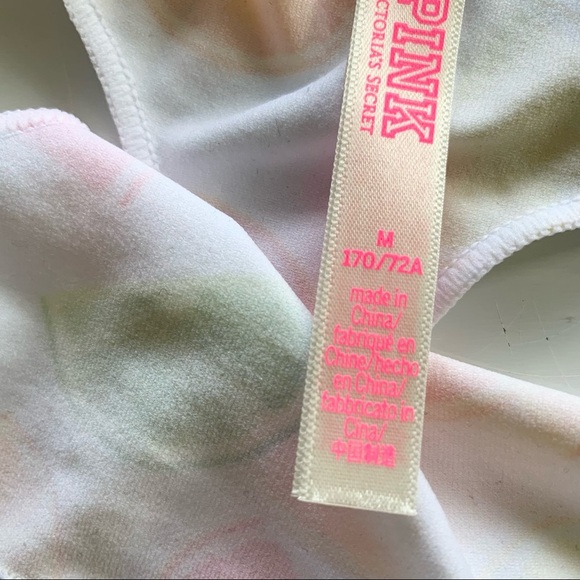 PINK
VICTORIA'S SECRET
M
170/72A
made in
China/
fabriqué en
Chine/hecho
en China/
fabbricato in
Cina/
中国制造